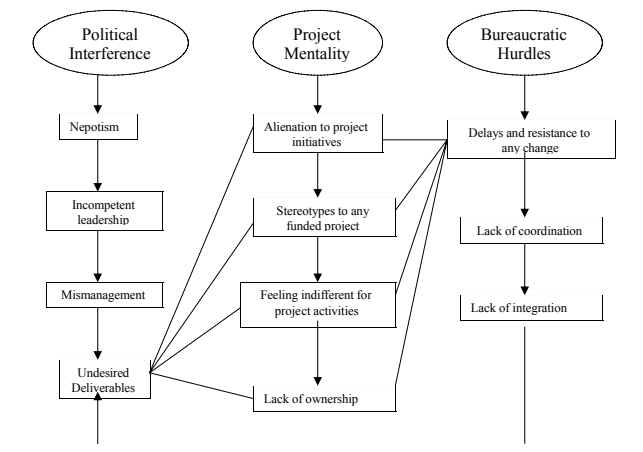 Political
Interference
Project
Mentality
Bureaucratic
Hurdles
Nepotism
Alienation to project
initiatives
Delays and resistance to
any change
Incompetent
leadership
Stereotypes to any
funded project
Lack of coordination
Mismanagement
Feeling indifferent for
project activities
Lack of integration
Undesired
Deliverables
Lack of ownership